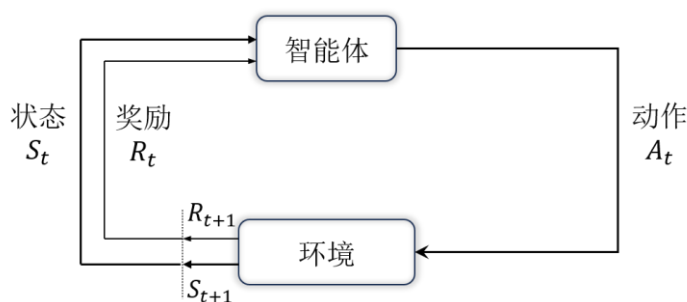 智能体
状态
S_t
奖励
R_t
动作
A_t
R_{t+1}
环境
S_{t+1}